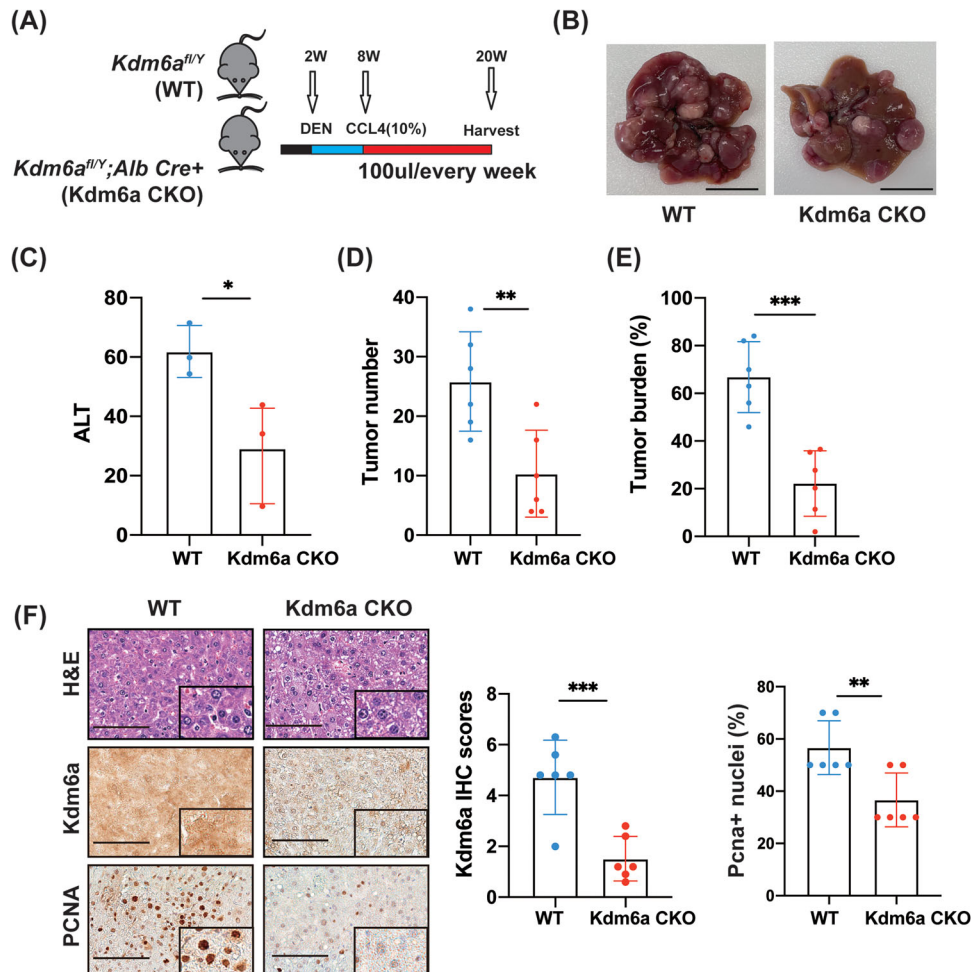 (A)
Kdm6a^fl/Y
(WT)
Kdm6a^fl/Y;Alb Cre+
(Kdm6a CKO)
2W 8W 20W
DEN CCL4(10%) Harvest
100ul/every week
(B)
WT Kdm6a CKO
(C)
*
ALT
80
60
40
20
0
WT Kdm6a CKO
(D)
**
Tumor number
40
30
20
10
0
WT Kdm6a CKO
(E)
***
Tumor burden (%)
100
80
60
40
20
0
WT Kdm6a CKO
(F)
WT Kdm6a CKO
H&E
Kdm6a
PCNA
***
Kdm6a IHC scores
8
6
4
2
0
WT Kdm6a CKO
**
Pcna+ nuclei (%)
80
60
40
20
0
WT Kdm6a CKO